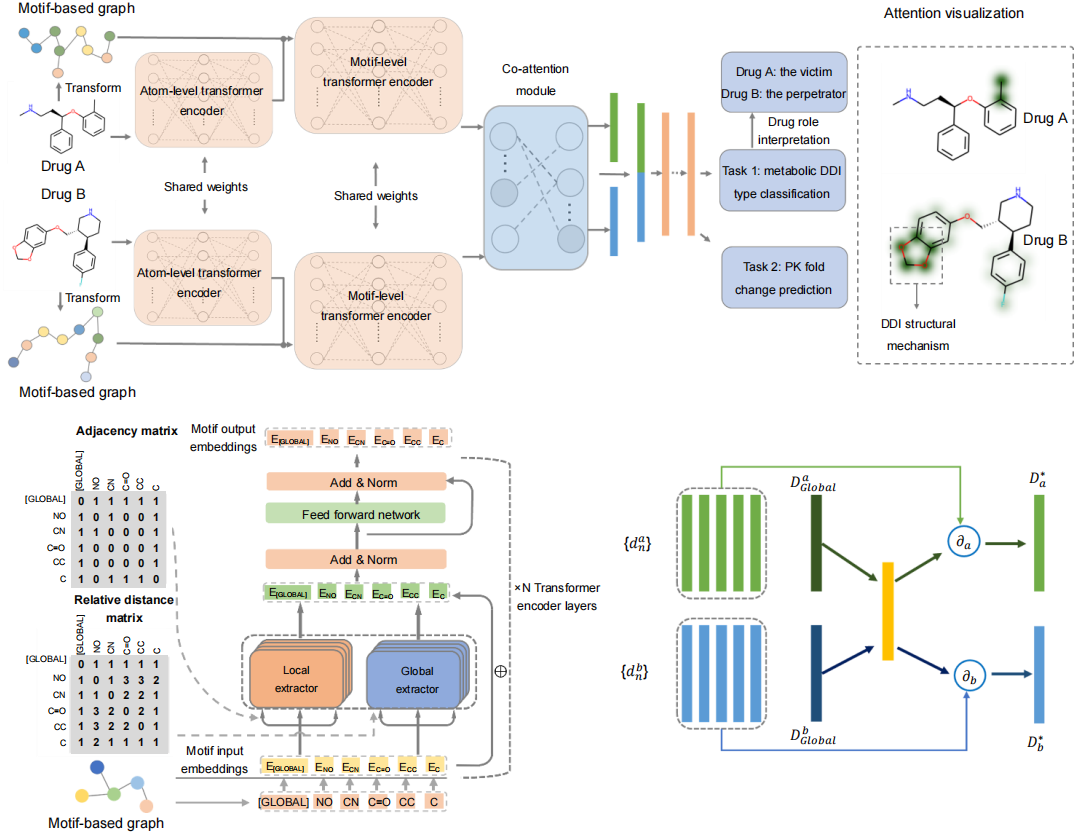 Motif-based graph
Transform
Drug A
Drug B
Transform
Motif-based graph
Atom-level transformer
encoder
Shared weights
Atom-level transformer
encoder
Motif-level
transformer encoder
Shared weights
Motif-level
transformer encoder
Co-attention
module
Drug A: the victim
Drug B: the perpetrator
Drug role
interpretation
Task 1: metabolic DDI
type classification
Task 2: PK fold
change prediction
Attention visualization
HN
O
Drug A
HN
O
Drug B
DDI structural
mechanism
Adjacency matrix
[GLOBAL] NO CN C=O CC C
[GLOBAL] 0 1 1 1 1 1
NO 1 0 1 0 0 1
CN 1 1 0 0 0 1
C=O 1 0 0 0 0 1
CC 1 0 0 0 0 1
C 1 0 1 1 1 0
Relative distance
matrix
[GLOBAL] NO CN C=O CC C
[GLOBAL] 0 1 1 1 1 1
NO 1 0 1 3 3 2
CN 1 1 0 2 2 1
C=O 1 3 2 0 2 1
CC 1 3 2 2 0 1
C 1 2 1 1 1 1
Motif-based graph
Motif output
embeddings
E[GLOBAL] ENO ECN EC=O ECC EC
Add & Norm
Feed forward network
Add & Norm
E[GLOBAL] ENO ECN EC=O ECC EC
×N Transformer
encoder layers
Local
extractor
Global
extractor
⊕
Motif input
embeddings
E[GLOBAL] ENO ECN EC=O ECC EC
[GLOBAL] NO CN C=O CC C
{dₙᵃ}
Dᵃ Global
∂a
Dₐ*
{dₙᵇ}
Dᵇ Global
∂b
D*b